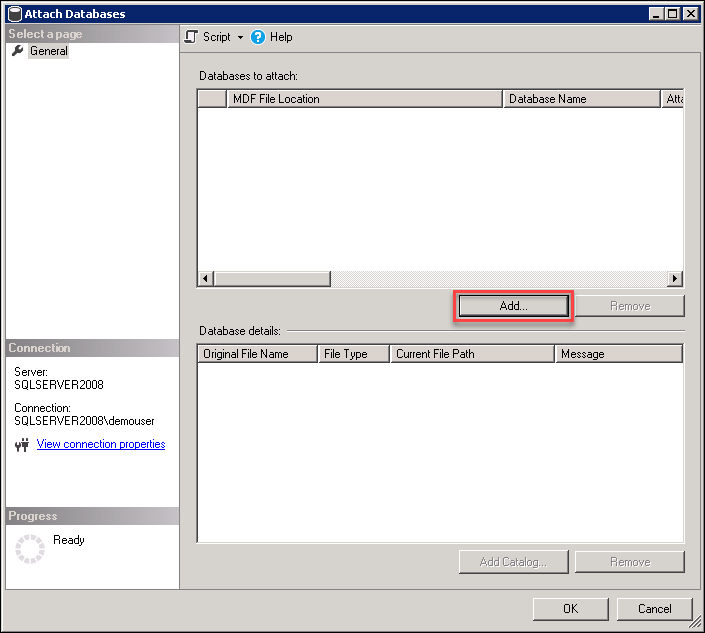 Attach Databases
Select a page
General
Script Help
Databases to attach:
MDF File Location Database Name Atta
Add... Remove
Database details:
Original File Name File Type Current File Path Message
Connection
Server:
SQLSERVER2008
Connection:
SQLSERVER2008\demouser
View connection properties
Progress
Ready
Add Catalog... Remove
OK Cancel